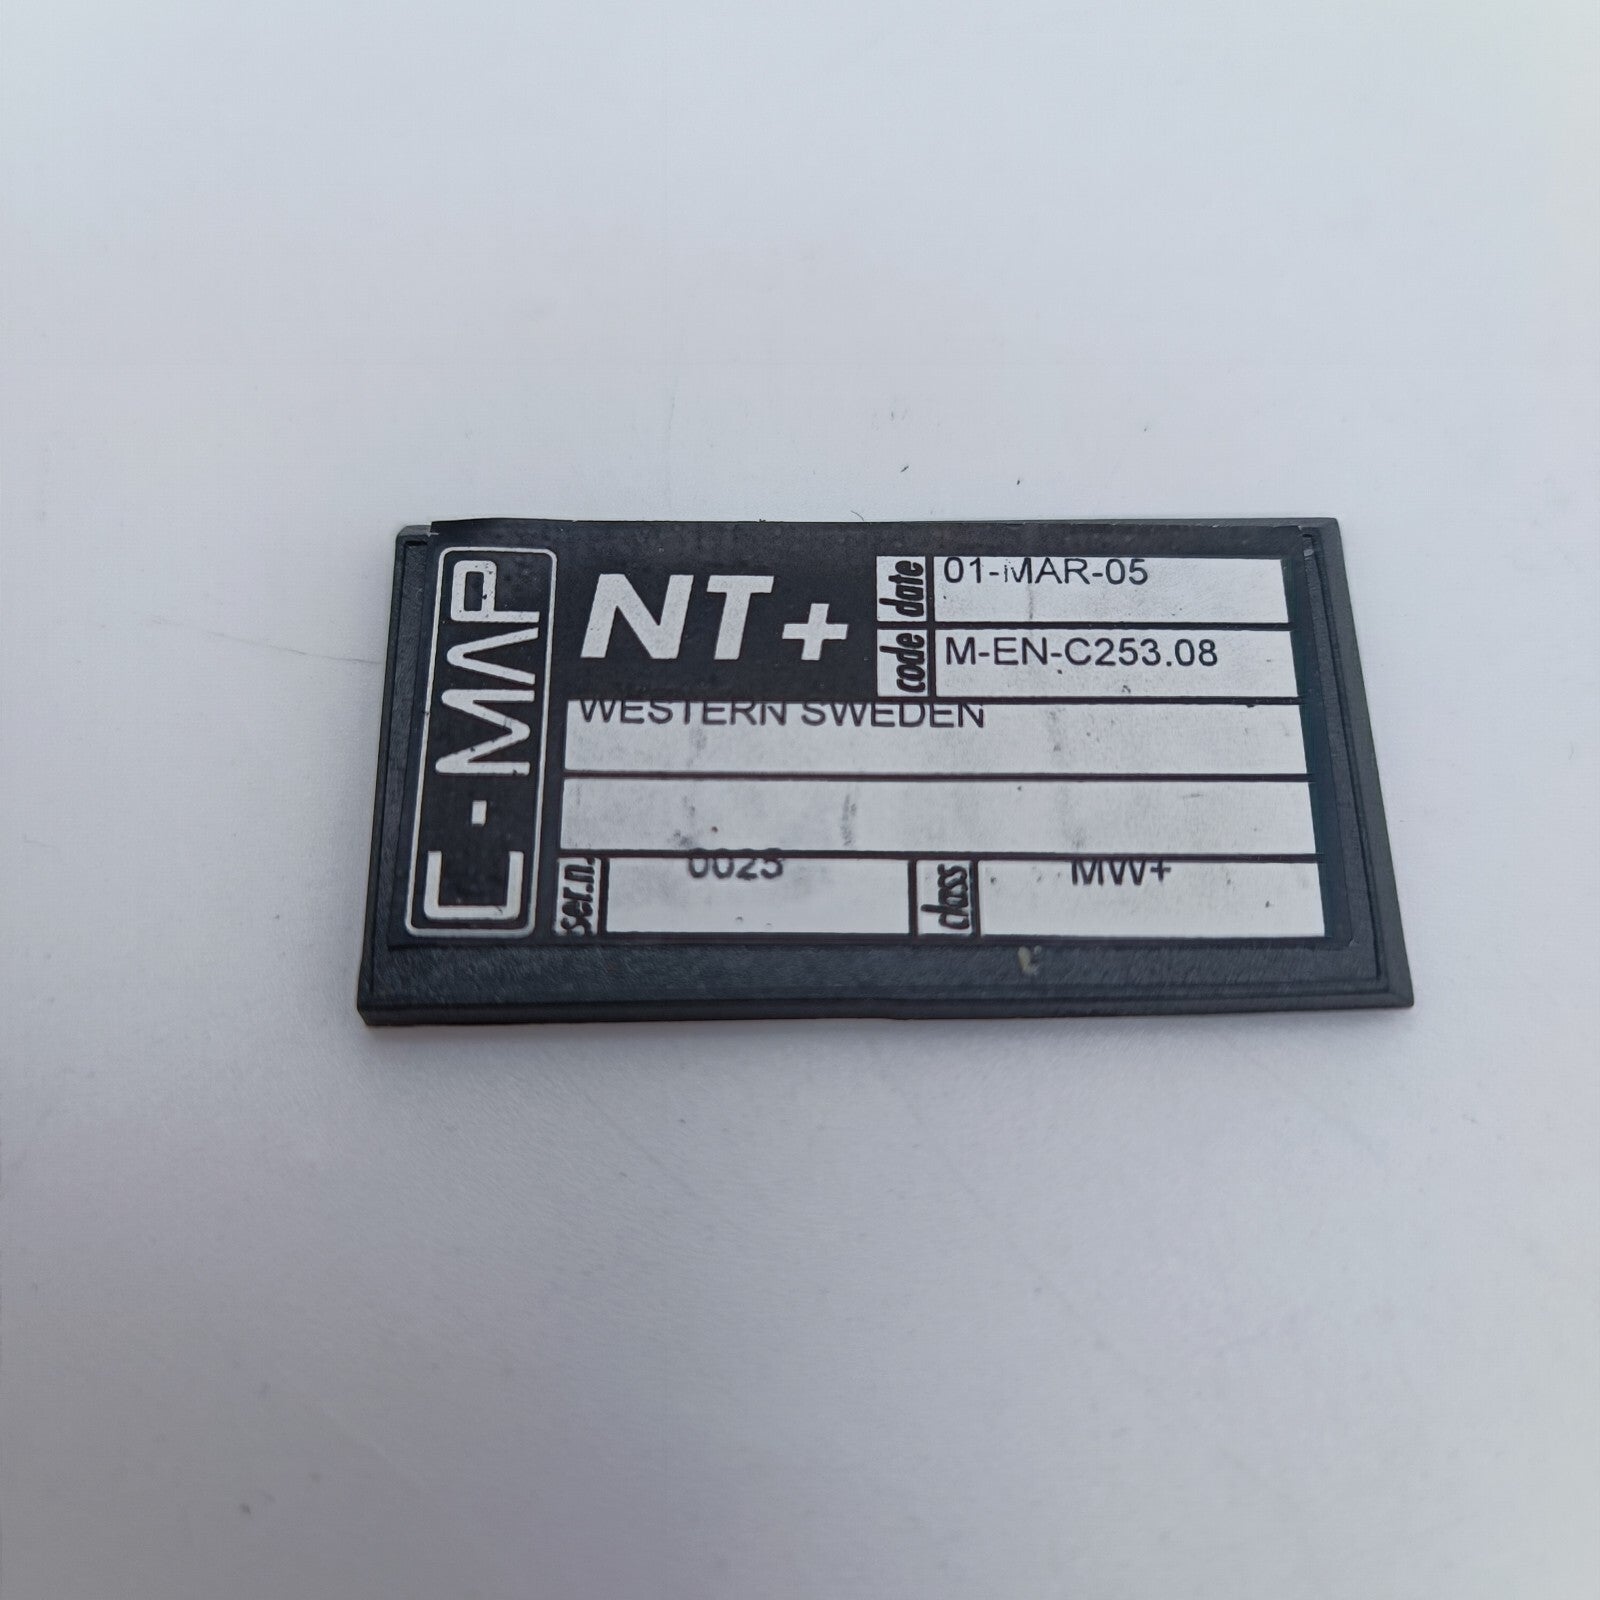 C-MAP
NT+
date 01-MAR-05
code M-EN-C253.08
WESTERN SWEDEN
ser.n. 0025 class MW+